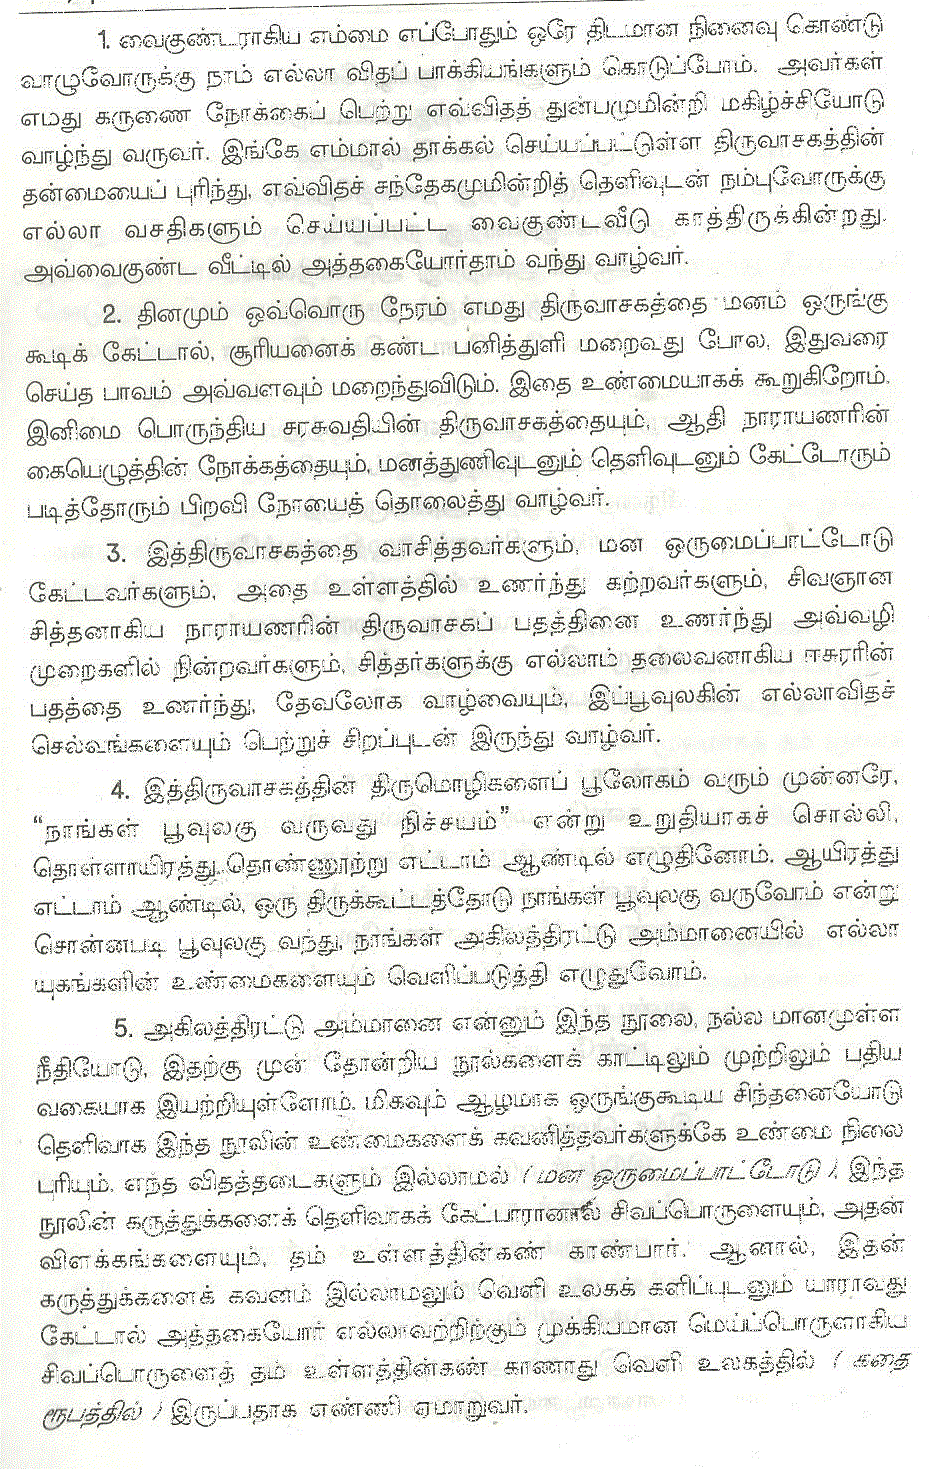 1. வைகுண்டராகிய எம்மை எப்போதும் ஒரே திடமான நினைவு கொண்டு
வாழுவோருக்கு நாம் எல்லா விதப் பாக்கியங்களும் கொடுப்போம். அவர்கள்
எமது கருணை நோக்கைப் பெற்று எவ்விதத் துன்பமுமின்றி மகிழ்ச்சியோடு
வாழ்ந்து வருவர். இங்கே எம்மால் தாக்கல் செய்யப்பட்டுள்ள திருவாசகத்தின்
தன்மையைப் புரிந்து, எவ்விதச் சந்தேகமுமின்றித் தெளிவுடன் நம்புவோருக்கு
எல்லா வசதிகளும் செய்யப்பட்ட வைகுண்டவீடு காத்திருக்கின்றது.
அவ்வைகுண்ட வீட்டில் அத்தகையோர்தாம் வந்து வாழ்வர்.
2. தினமும் ஒவ்வொரு நேரம் எமது திருவாசகத்தை மனம் ஒருங்கு
கூடிக் கேட்டால், சூரியனைக் கண்ட பனித்துளி மறைவது போல, இதுவரை
செய்த பாவம் அவ்வளவும் மறைந்துவிடும். இதை உண்மையாகக் கூறுகிறோம்.
இனிமை பொருந்திய சரசுவதியின் திருவாசகத்தையும், ஆதி நாராயணரின்
கையெழுத்தின் நோக்கத்தையும், மனத்துணிவுடனும் தெளிவுடனும் கேட்டோரும்
படித்தோரும் பிறவி நோயைத் தொலைத்து வாழ்வர்.
3. இத்திருவாசகத்தை வாசித்தவர்களும், மன ஒருமைப்பாட்டோடு
கேட்டவர்களும், அதை உள்ளத்தில் உணர்ந்து கற்றவர்களும், சிவஞான
சித்தனாகிய நாராயணரின் திருவாசகப் பதத்தினை உணர்ந்து அவ்வழி
முறைகளில் நின்றவர்களும், சித்தர்களுக்கு எல்லாம் தலைவனாகிய ஈசுரரின்
பதத்தை உணர்ந்து, தேவலோக வாழ்வையும், இப்பூவுலகின் எல்லாவிதச்
செல்வங்களையும் பெற்றுச் சிறப்புடன் இருந்து வாழ்வர்.
4. இத்திருவாசகத்தின் திருமொழிகளைப் பூலோகம் வரும் முன்னரே,
“நாங்கள் பூவுலகு வருவது நிச்சயம்” என்று உறுதியாகச் சொல்லி,
தொள்ளாயிரத்து தொண்ணூற்று எட்டாம் ஆண்டில் எழுதினோம். ஆயிரத்து
எட்டாம் ஆண்டில், ஒரு திருக்கூட்டத்தோடு நாங்கள் பூவுலகு வருவோம் என்று
சொன்னபடி பூவுலகு வந்து, நாங்கள் அகிலத்திரட்டு அம்மானையில் எல்லா
யுகங்களின் உண்மைகளையும் வெளிப்படுத்தி எழுதுவோம்.
5. அகிலத்திரட்டு அம்மானை என்னும் இந்த நூலை, நல்ல மானமுள்ள
நீதியோடு, இதற்கு முன் தோன்றிய நூல்களைக் காட்டிலும் முற்றிலும் புதிய
வகையாக இயற்றியுள்ளோம். மிகவும் ஆழமாக ஒருங்குகூடிய சிந்தனையோடு
தெளிவாக இந்த நூலின் உண்மைகளைக் கவனித்தவர்களுக்கே உண்மை நிலை
புரியும். எந்த விதத்தடைகளும் இல்லாமல் ( மன ஒருமைப்பாட்டோடு ), இந்த
நூலின் கருத்துக்களைக் தெளிவாகக் கேட்பாரானால் சிவப்பொருளையும், அதன்
விளக்கங்களையும், தம் உள்ளத்தின்கண் காண்பார். ஆனால், இதன்
கருத்துக்களைக் கவனம் இல்லாமலும் வெளி உலகக் களிப்புடனும் யாராவது
கேட்டால் அத்தகையோர் எல்லாவற்றிற்கும் முக்கியமான மெய்ப்பொருளாகிய
சிவப்பொருளைத் தம் உள்ளத்தின்கண் காணாது வெளி உலகத்தில் ( கதை
ரூபத்தில் ) இருப்பதாக எண்ணி ஏமாறுவர்.